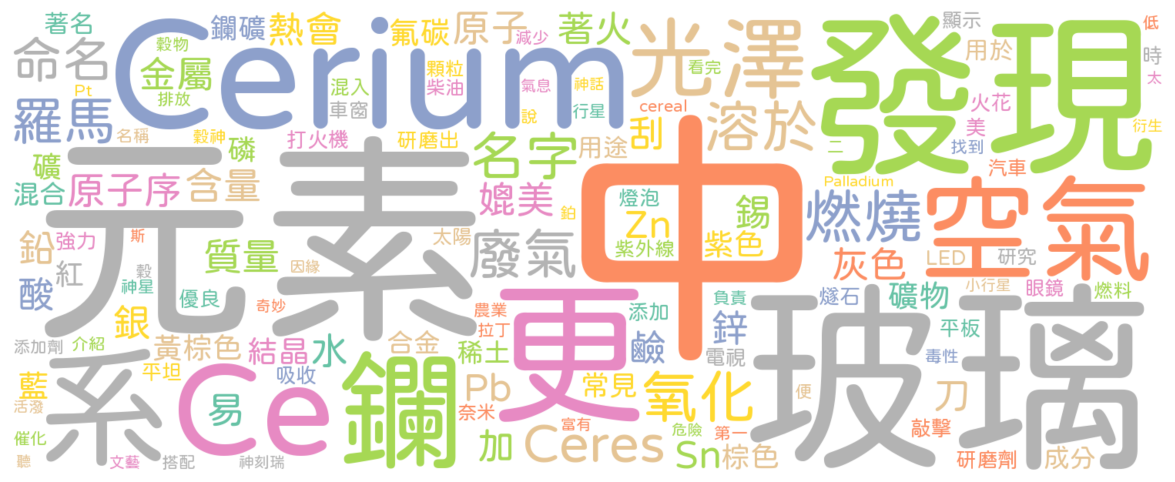 著名 鑭礦 熱會 氟碳 原子 著火 光澤 發現 顯示 低
穀物 減少 用於 時
命名 Cerium 金屬 顆粒 看完 太
Pt 排放 混入 柴油 氣息 神話 行星
羅馬 車窗 說 cereal 溶於 火花 衍生
名稱 穀神 打火機 研磨出 刮 美 找到
礦 磷 元素 名字 用途 中 二 汽車
混合 原子序 含量 媲美 燈泡 Palladium 燃燒 空氣
鉛 強力 斯 太陽 鉑 Zn 錫
紅 穀 質量 因緣 廢氣 紫外線 紫色 灰色 LED 研究
酸 神星 優良 奇妙 更 農業 添加 負責 燧石 礦物 小行星 眼鏡 燃料
銀 拉丁 鋅 玻璃 平板
添加劑 介紹 黃棕色 結晶 水 合金 稀土 鹼 電視 毒性
平坦 吸收
系 藍 Ce 易 鑭 Pb 常見 氧化 便 刀
活潑 奈米
催化 加 Ceres 富有 危險 第一 敲擊
聽 文藝 搭配 神刻瑞 Sn 棕色 研磨劑 成分